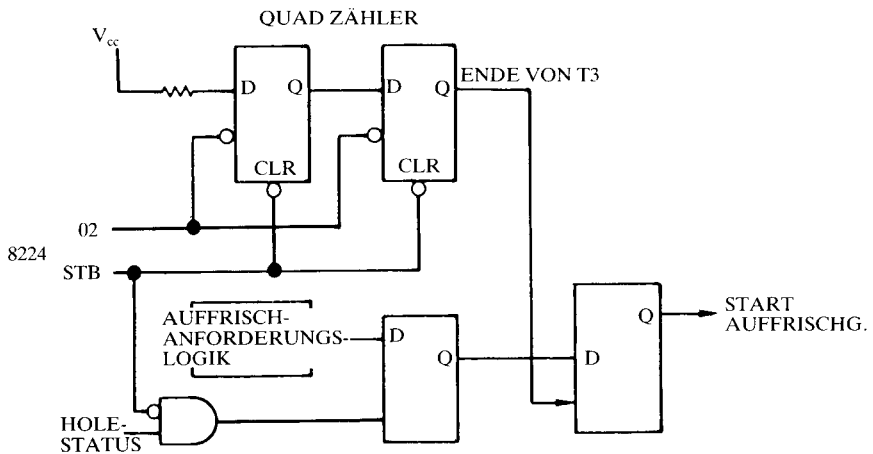 QUAD ZÄHLER
Vcc
D Q
D Q
ENDE VON T3
CLR
CLR
02
8224
STB
AUFFRISCH-
ANFORDERUNGS-
LOGIK
D
Q
D
Q
START
AUFFRISCHG.
HOLE-
STATUS